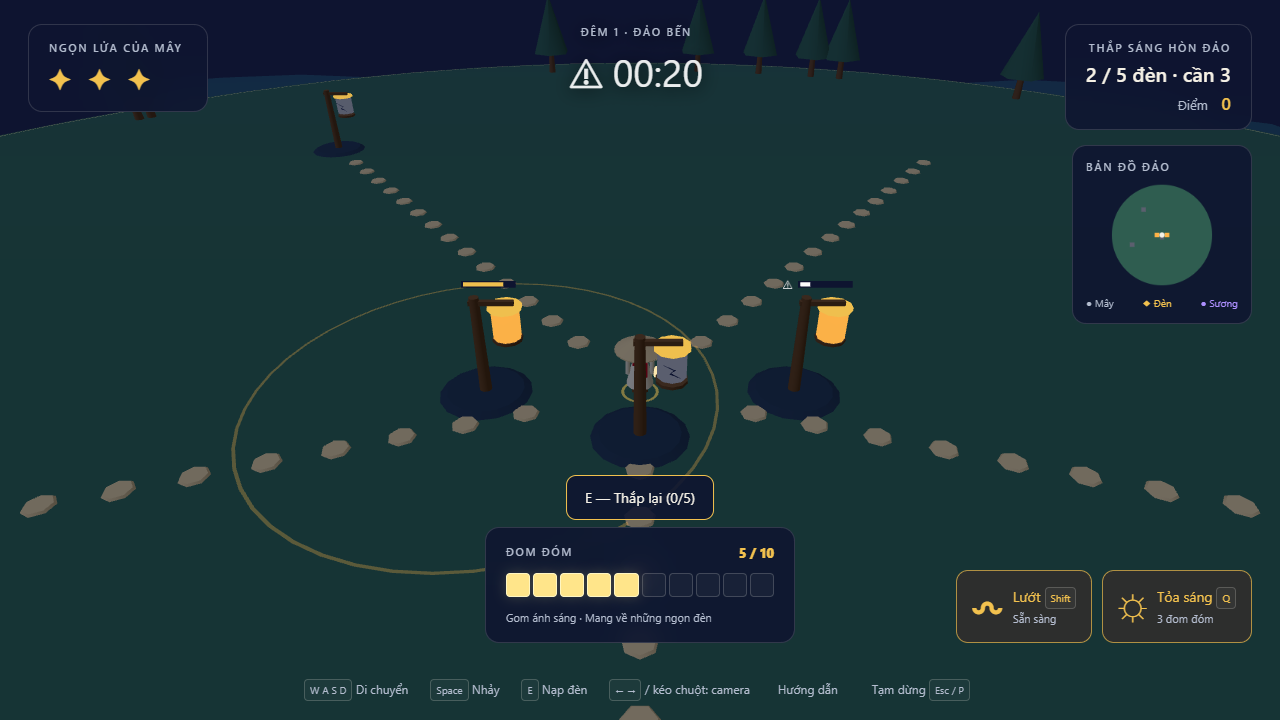 NGỌN LỬA CỦA MÂY
ĐÊM 1 · ĐẢO BẾN
00:20
THẮP SÁNG HÒN ĐẢO
2 / 5 đèn · cần 3
Điểm 0
BẢN ĐỒ ĐẢO
Mây Đèn Sương
E — Thắp lại (0/5)
ĐOM ĐÓM 5 / 10
Gom ánh sáng · Mang về những ngọn đèn
Lướt Shift
Sẵn sàng
Tỏa sáng Q
3 đom đóm
W A S D Di chuyển Space Nhảy E Nạp đèn ←→ / kéo chuột: camera Hướng dẫn Tạm dừng Esc / P